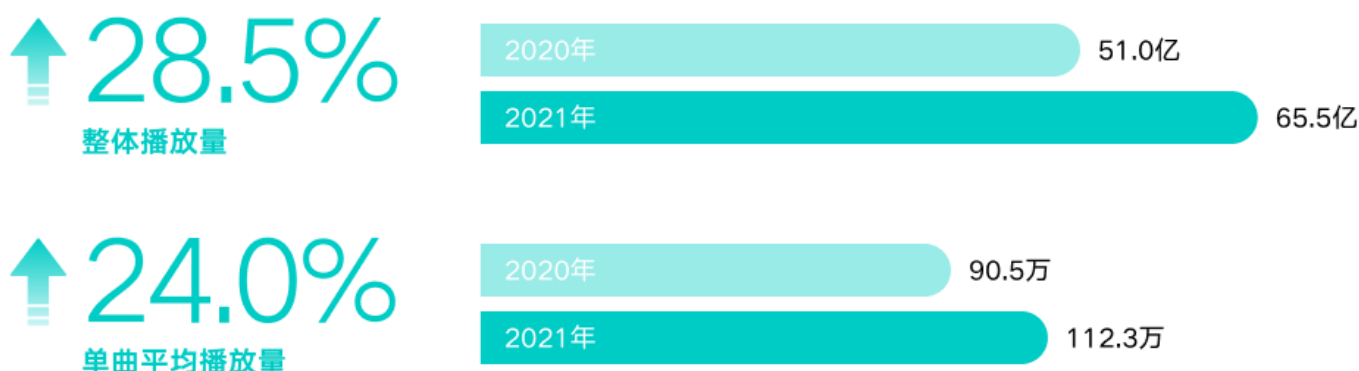 28.5%
整体播放量
2020年 51.0亿
2021年 65.5亿
24.0%
单曲平均播放量
2020年 90.5万
2021年 112.3万